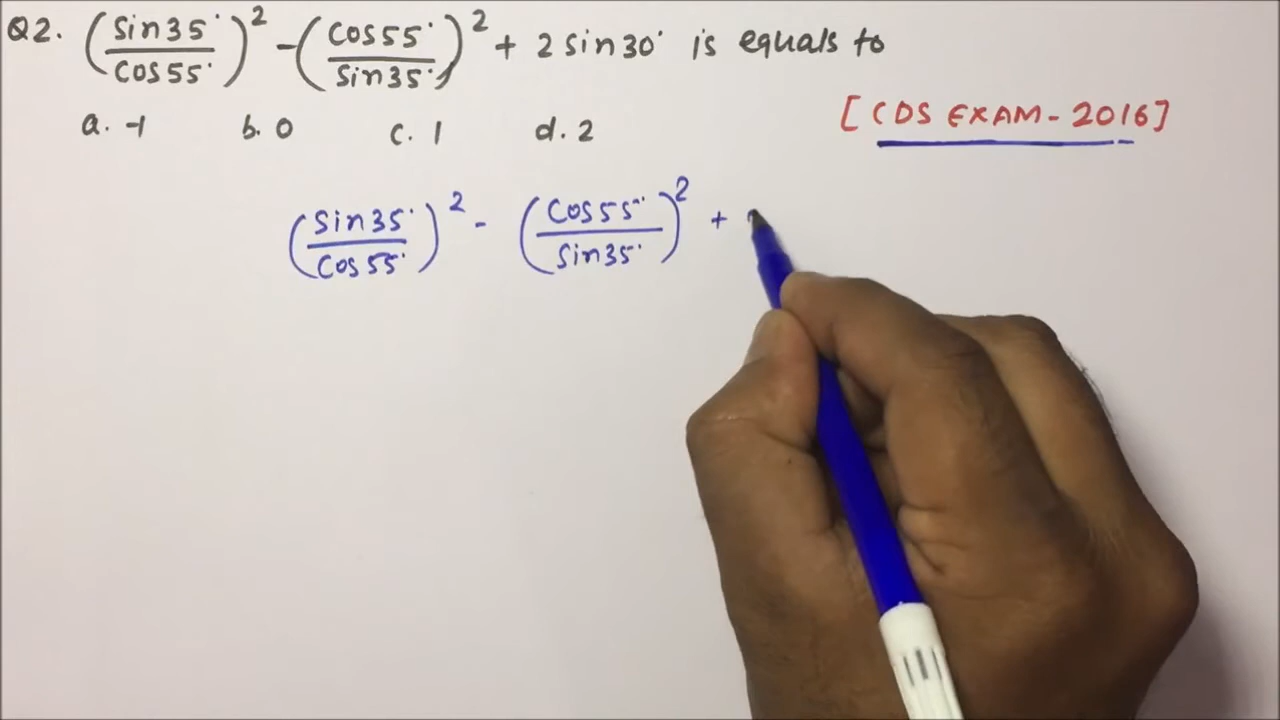 Q2. (Sin35°/Cos55°)² - (Cos55°/Sin35°)² + 2 sin30° is equals to
a. -1 b. 0 c. 1 d. 2
[CDS EXAM - 2016]
(Sin35°/Cos55°)² - (Cos55°/Sin35°)² +